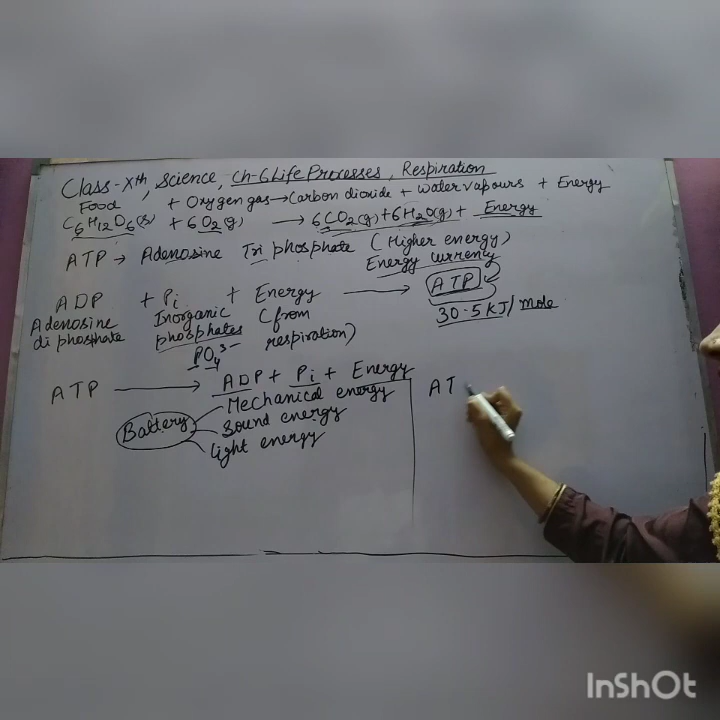 Class-Xth, Science, Ch-6 Life Processes, Respiration
Food + Oxygen gas → Carbon dioxide + Water vapours + Energy
C6H12O6(s) + 6O2(g) → 6CO2(g) + 6H2O(g) + Energy
ATP → Adenosine Tri phosphate (Higher energy)
Energy currency
ADP + Pi + Energy → ATP
Adenosine Inorganic (from 30.5 KJ/mole
di phosphate phosphates respiration)
PO4 3-
ATP → ADP + Pi + Energy
AT
Battery
Mechanical energy
Sound energy
Light energy
InShOt